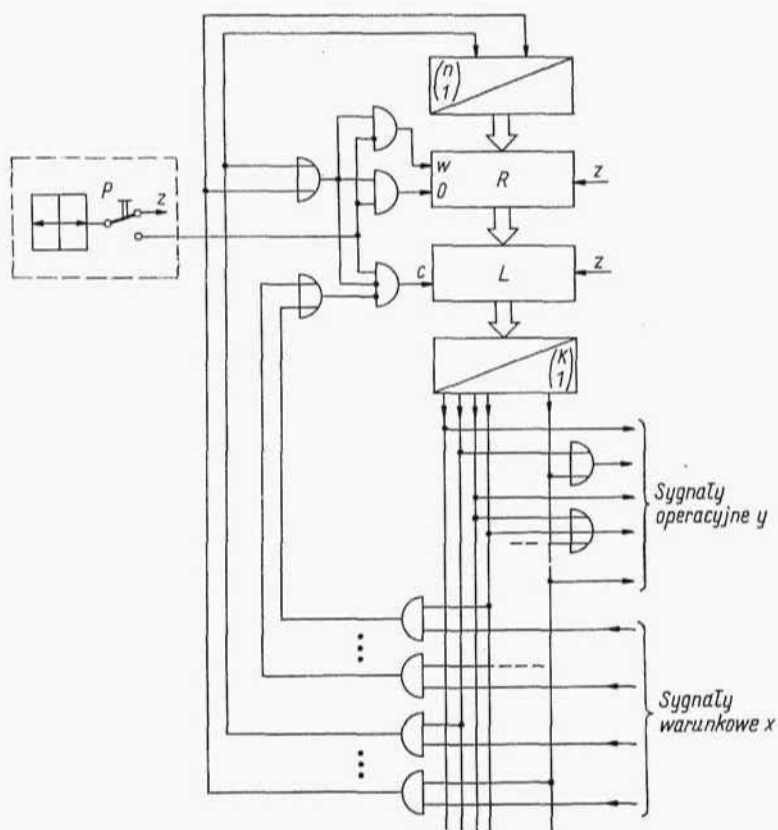 (n
1)
w
0
R
z
P
z
c
L
z
(K
1)
Sygnały
operacyjne y
Sygnały
warunkowe x